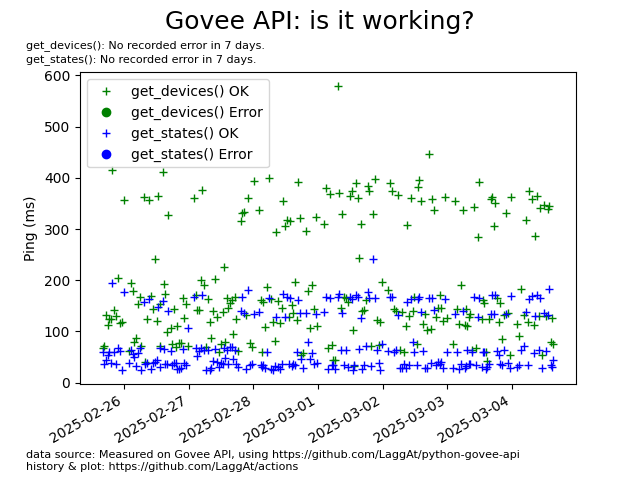 Govee API: is it working?
get_devices(): No recorded error in 7 days.
get_states(): No recorded error in 7 days.
600
500
400
300
200
100
0
Ping (ms)
get_devices() OK
get_devices() Error
get_states() OK
get_states() Error
2025-02-26
2025-02-27
2025-02-28
2025-03-01
2025-03-02
2025-03-03
2025-03-04
data source: Measured on Govee API, using https://github.com/LaggAt/python-govee-api
history & plot: https://github.com/LaggAt/actions